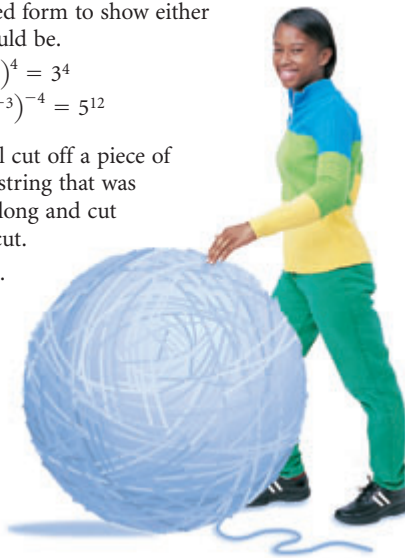 ed form to show either
uld be.
)⁴ = 3⁴
⁻³)⁻⁴ = 5¹²
l cut off a piece of
string that was
long and cut
cut.
.